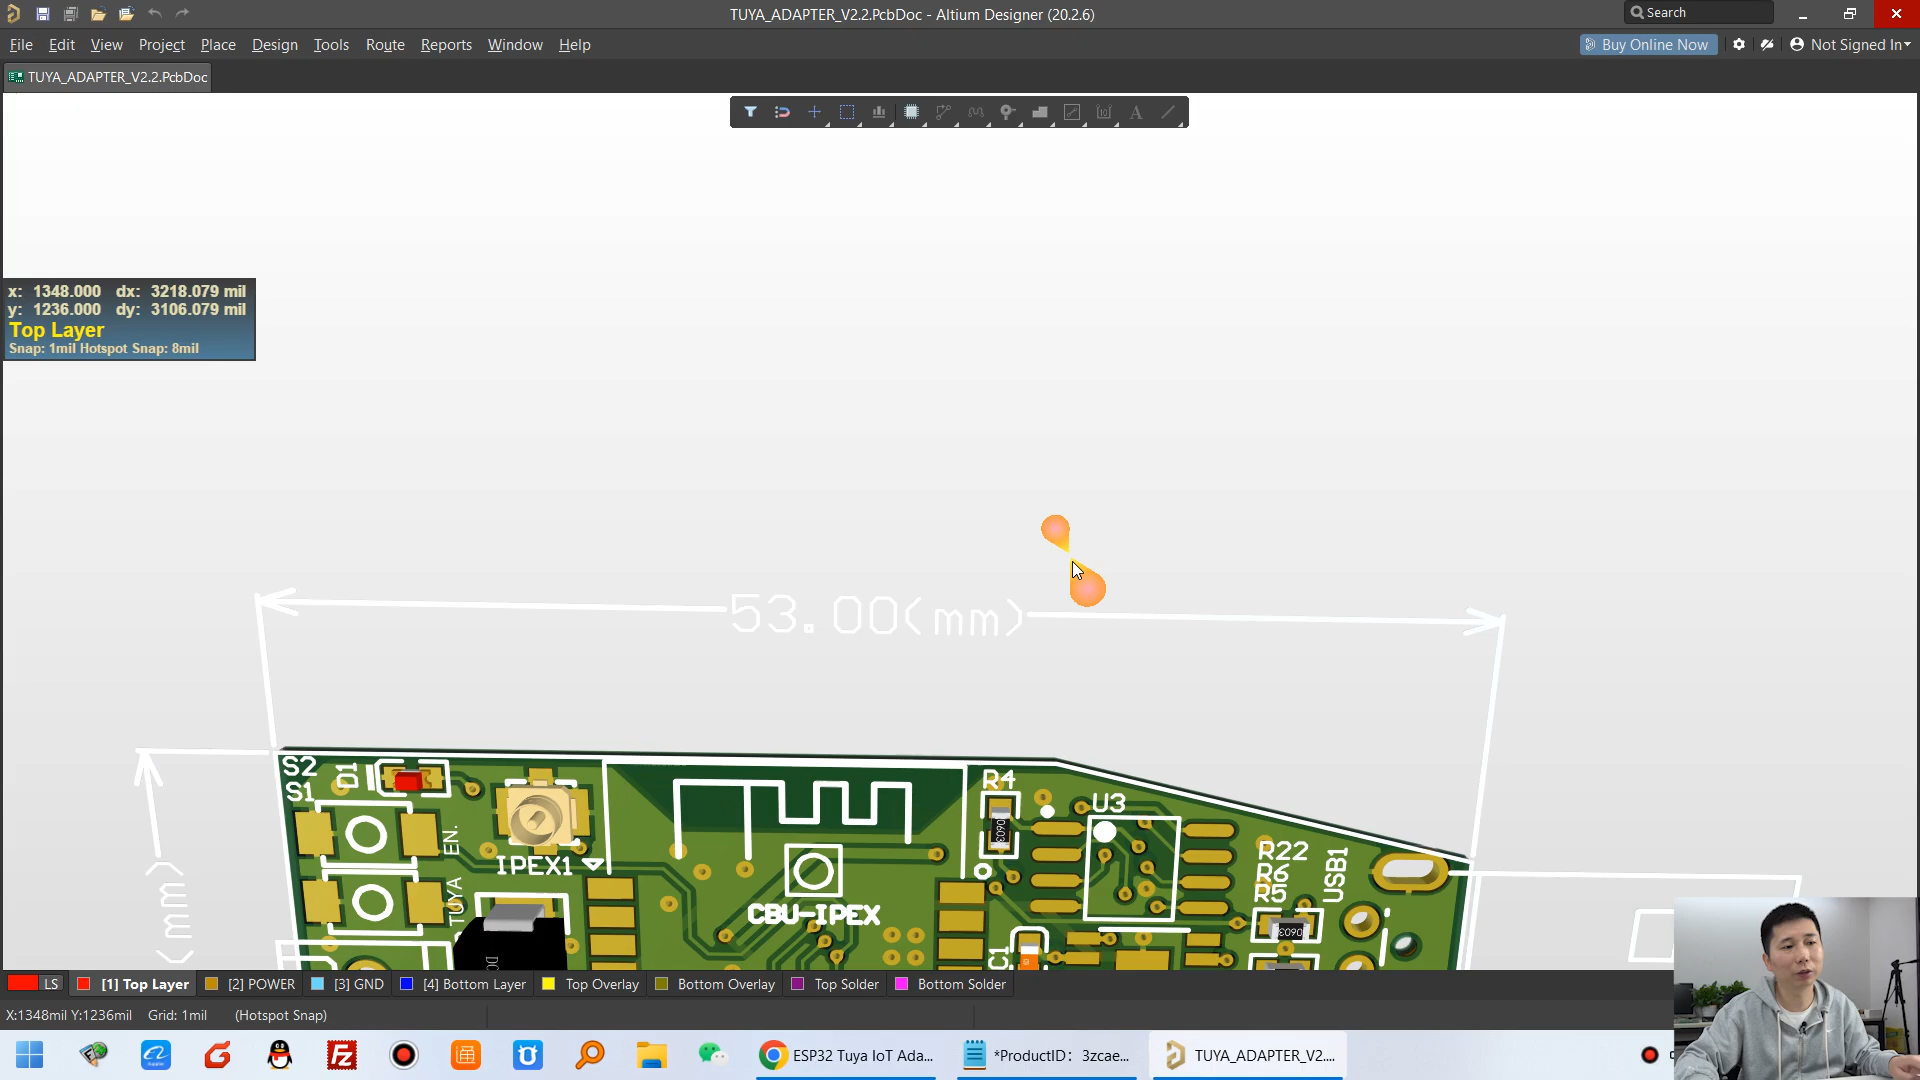 TUYA_ADAPTER_V2.2.PcbDoc - Altium Designer (20.2.6)
Search
File Edit View Project Place Design Tools Route Reports Window Help
Buy Online Now
Not Signed In
TUYA_ADAPTER_V2.2.PcbDoc
x: 1348.000 dx: 3218.079 mil
y: 1236.000 dy: 3106.079 mil
Top Layer
Snap: 1mil Hotspot Snap: 8mil
53.00(mm)
(mm)
S2
S1
D1
EN.
TUYA
IPEX1
CBU-IPEX
R4
0603
U3
C1
R22
R6
R5
0603
USB1
DC
LS [1] Top Layer [2] POWER [3] GND [4] Bottom Layer Top Overlay Bottom Overlay Top Solder Bottom Solder
X:1348mil Y:1236mil Grid: 1mil (Hotspot Snap)
ESP32 Tuya IoT Ada...
*ProductID：3zcae...
TUYA_ADAPTER_V2....